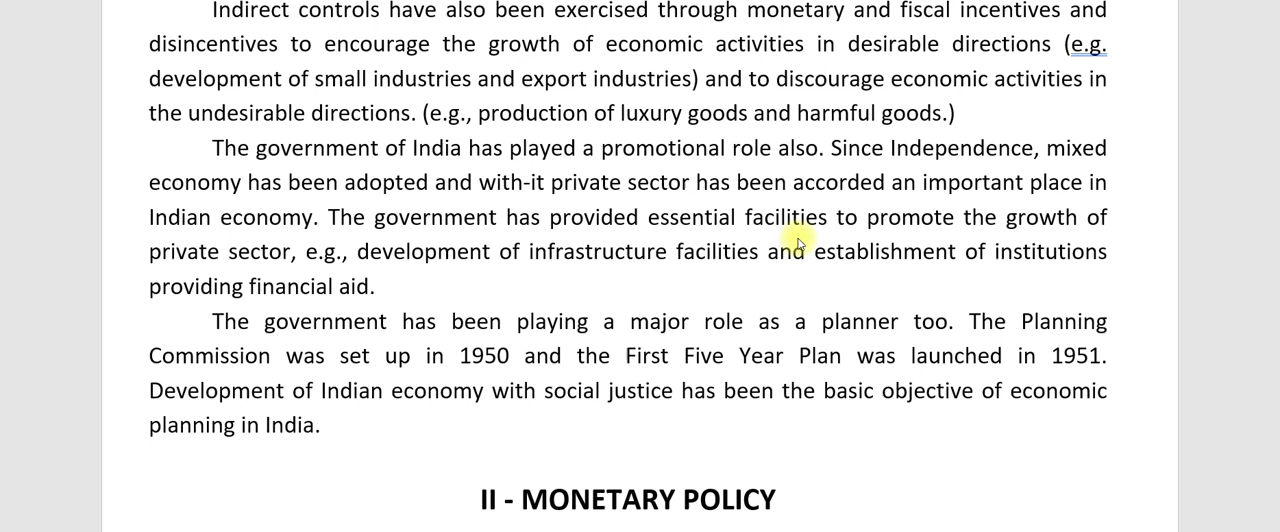 Indirect controls have also been exercised through monetary and fiscal incentives and
disincentives to encourage the growth of economic activities in desirable directions (e.g.
development of small industries and export industries) and to discourage economic activities in
the undesirable directions. (e.g., production of luxury goods and harmful goods.)
The government of India has played a promotional role also. Since Independence, mixed
economy has been adopted and with-it private sector has been accorded an important place in
Indian economy. The government has provided essential facilities to promote the growth of
private sector, e.g., development of infrastructure facilities and establishment of institutions
providing financial aid.
The government has been playing a major role as a planner too. The Planning
Commission was set up in 1950 and the First Five Year Plan was launched in 1951.
Development of Indian economy with social justice has been the basic objective of economic
planning in India.
II - MONETARY POLICY